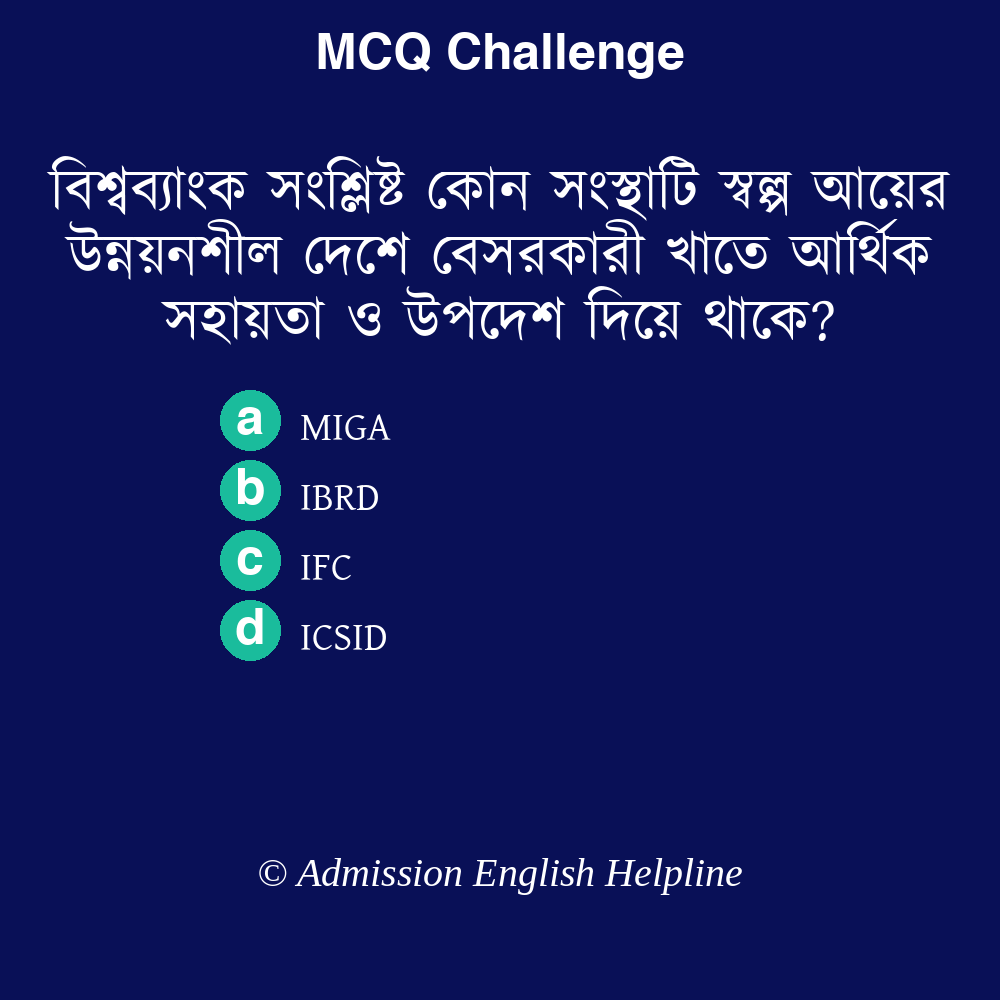 MCQ Challenge
বিশ্বব্যাংক সংশ্লিষ্ট কোন সংস্থাটি স্বল্প আয়ের
উন্নয়নশীল দেশে বেসরকারী খাতে আর্থিক
সহায়তা ও উপদেশ দিয়ে থাকে?
a MIGA
b IBRD
c IFC
d ICSID
© Admission English Helpline